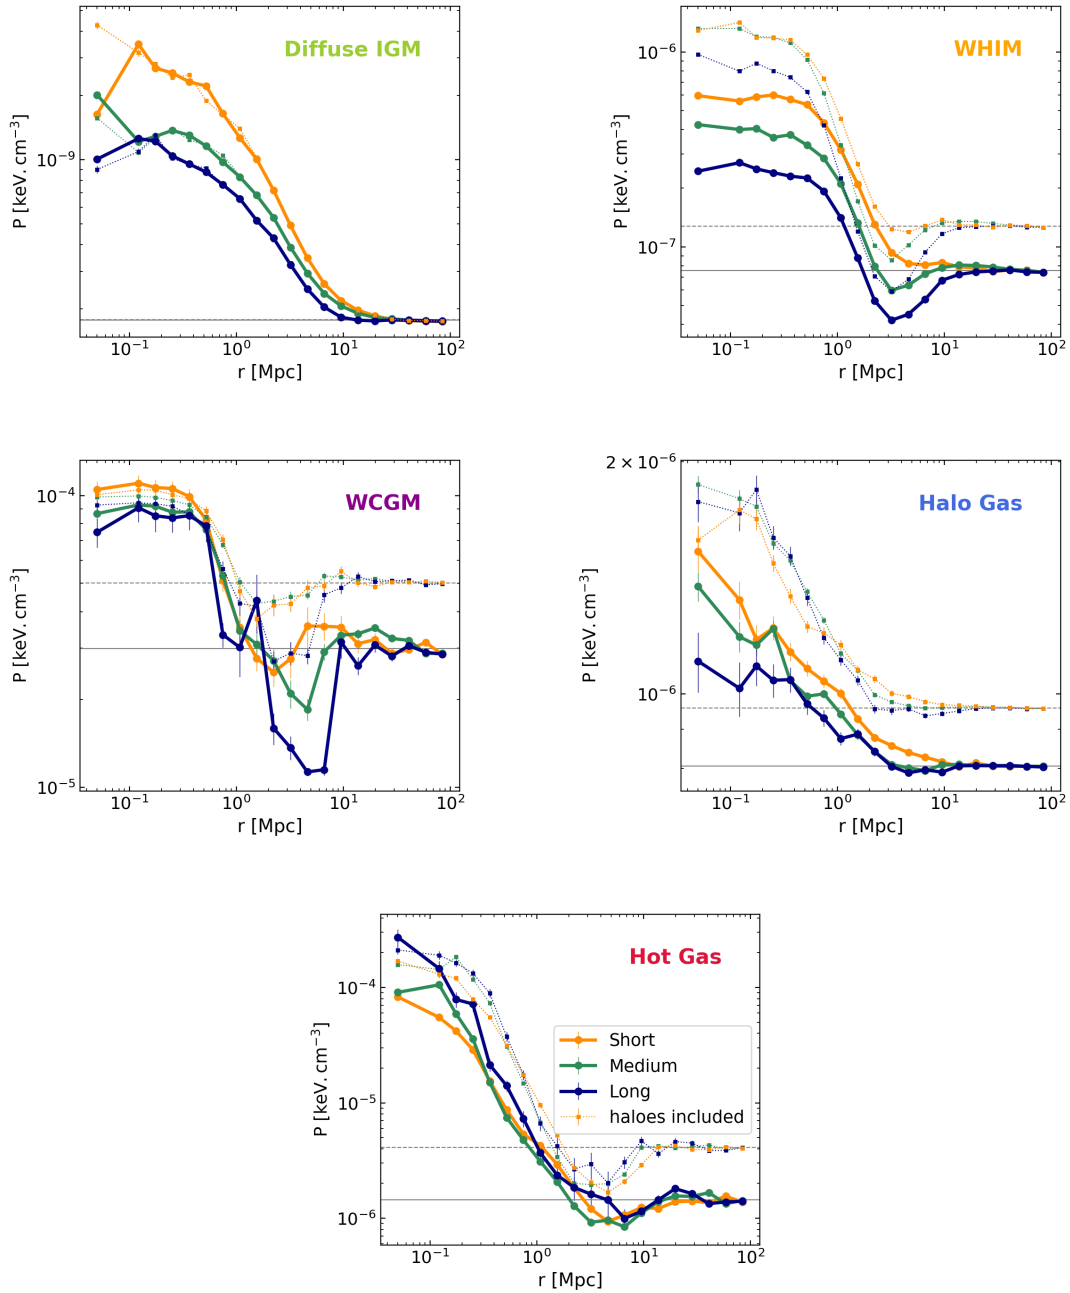 Diffuse IGM
P [keV. cm⁻³]
10⁻⁹
10⁻¹ 10⁰ 10¹ 10²
r [Mpc]
WHIM
P [keV. cm⁻³]
10⁻⁶
10⁻⁷
10⁻¹ 10⁰ 10¹ 10²
r [Mpc]
WCGM
P [keV. cm⁻³]
10⁻⁴
10⁻⁵
10⁻¹ 10⁰ 10¹ 10²
r [Mpc]
Halo Gas
P [keV. cm⁻³]
2 × 10⁻⁶
10⁻⁶
10⁻¹ 10⁰ 10¹ 10²
r [Mpc]
Hot Gas
P [keV cm⁻³]
10⁻⁴
10⁻⁵
10⁻⁶
Short
Medium
Long
haloes included
10⁻¹ 10⁰ 10¹ 10²
r [Mpc]